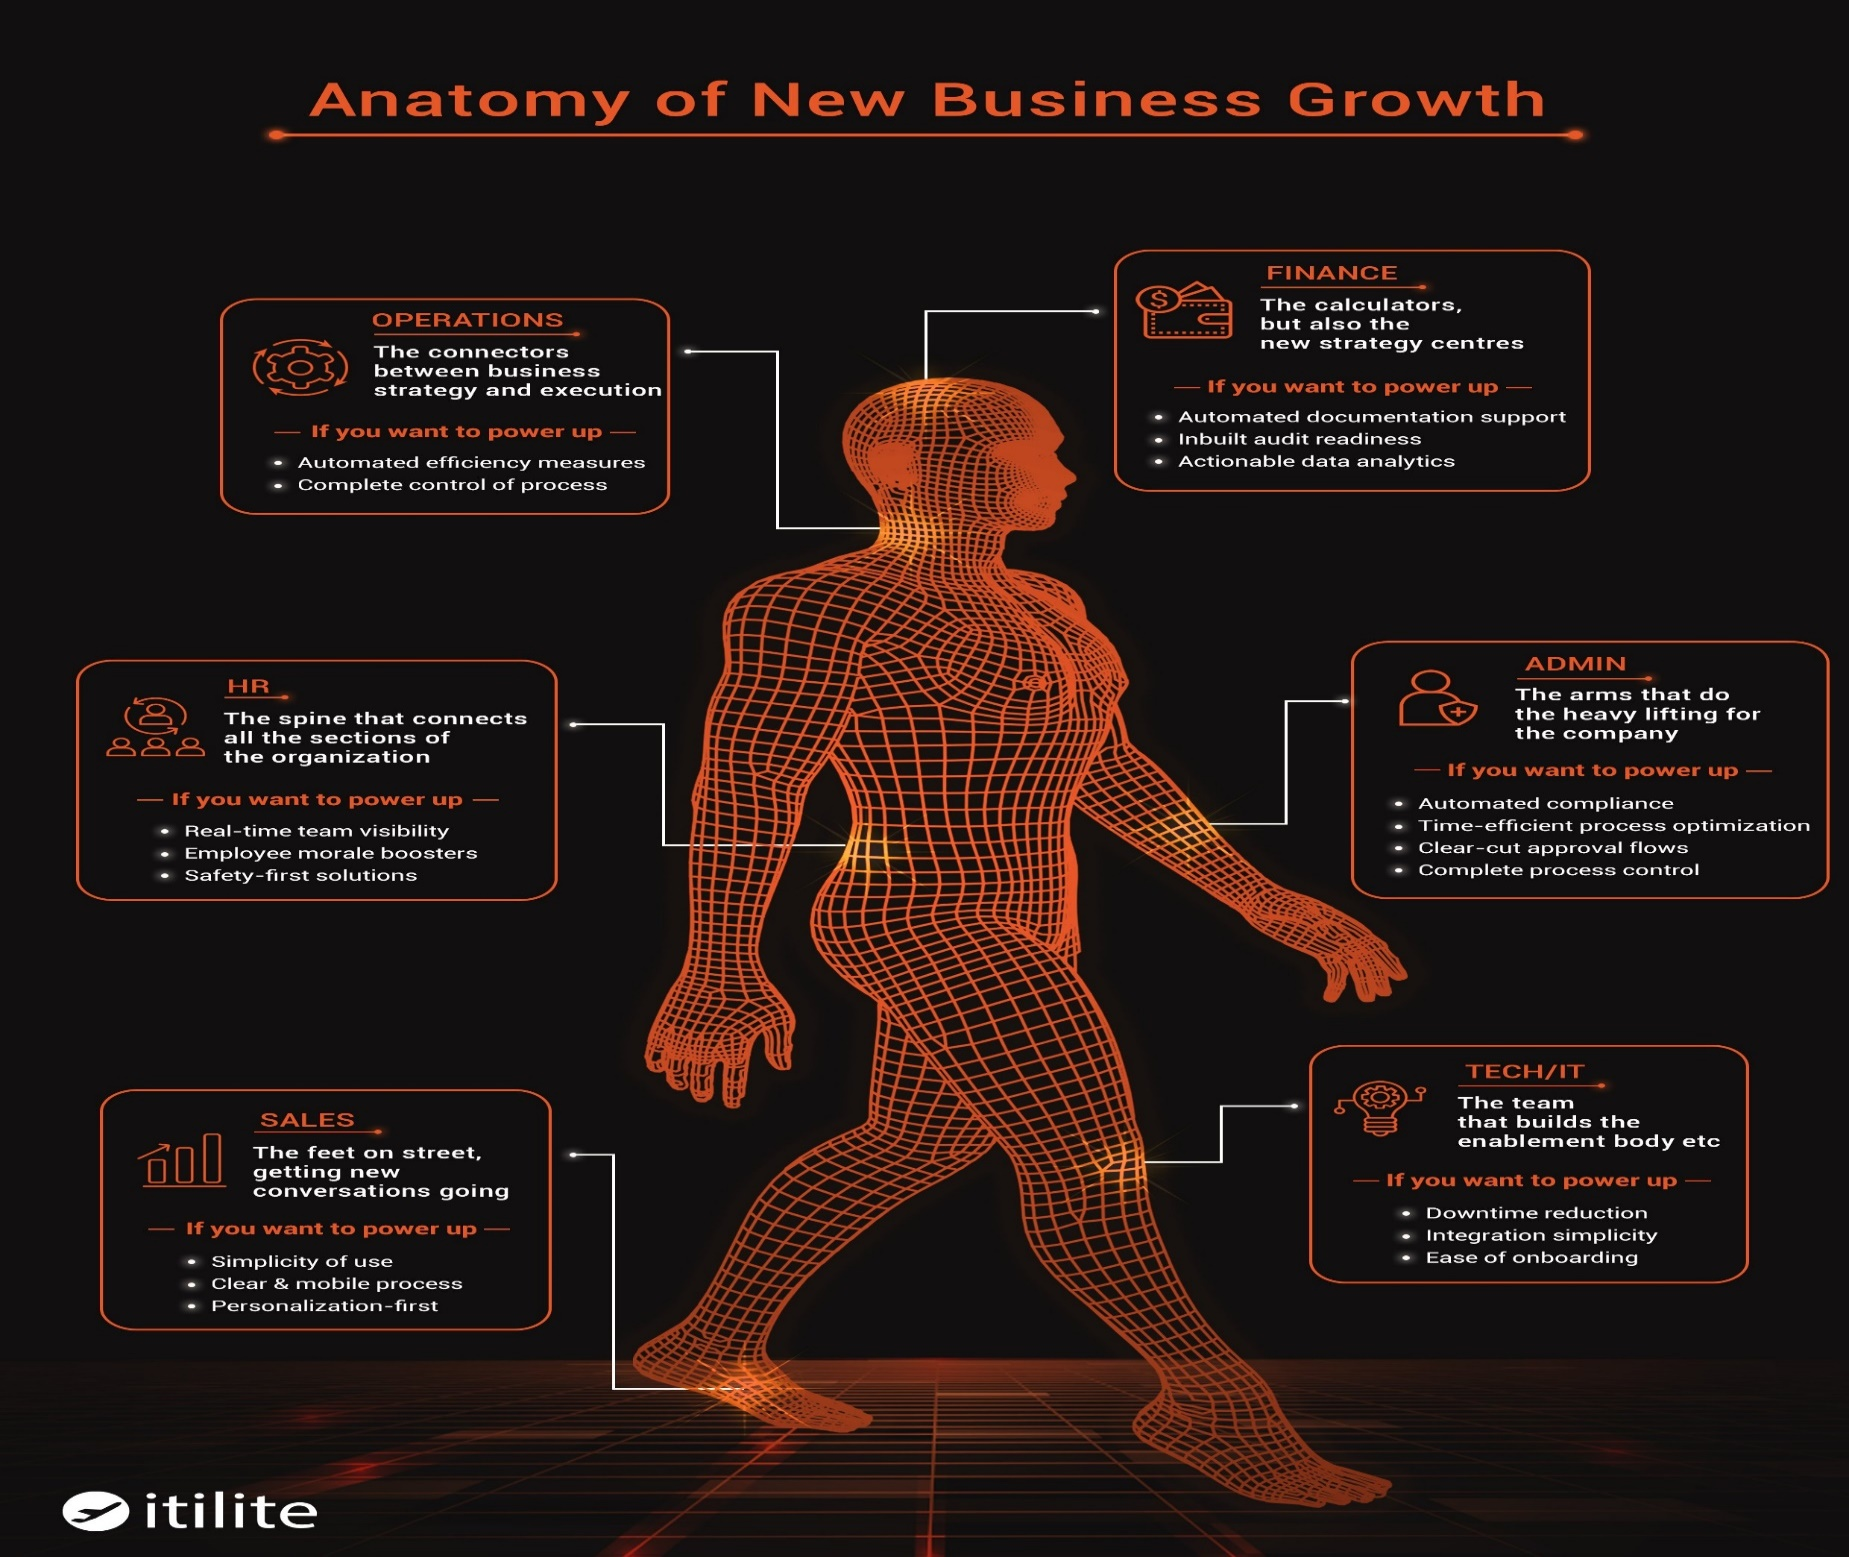 Anatomy of New Business Growth
OPERATIONS
The connectors
between business
strategy and execution
If you want to power up
Automated efficiency measures
Complete control of process
FINANCE
The calculators,
but also the
new strategy centres
If you want to power up
Automated documentation support
Inbuilt audit readiness
Actionable data analytics
HR
The spine that connects
all the sections of
the organization
If you want to power up
Real-time team visibility
Employee morale boosters
Safety-first solutions
ADMIN
The arms that do
the heavy lifting for
the company
If you want to power up
Automated compliance
Time-efficient process optimization
Clear-cut approval flows
Complete process control
SALES
The feet on street,
getting new
conversations going
If you want to power up
Simplicity of use
Clear & mobile process
Personalization-first
TECH/IT
The team
that builds the
enablement body etc
If you want to power up
Downtime reduction
Integration simplicity
Ease of onboarding
itilite